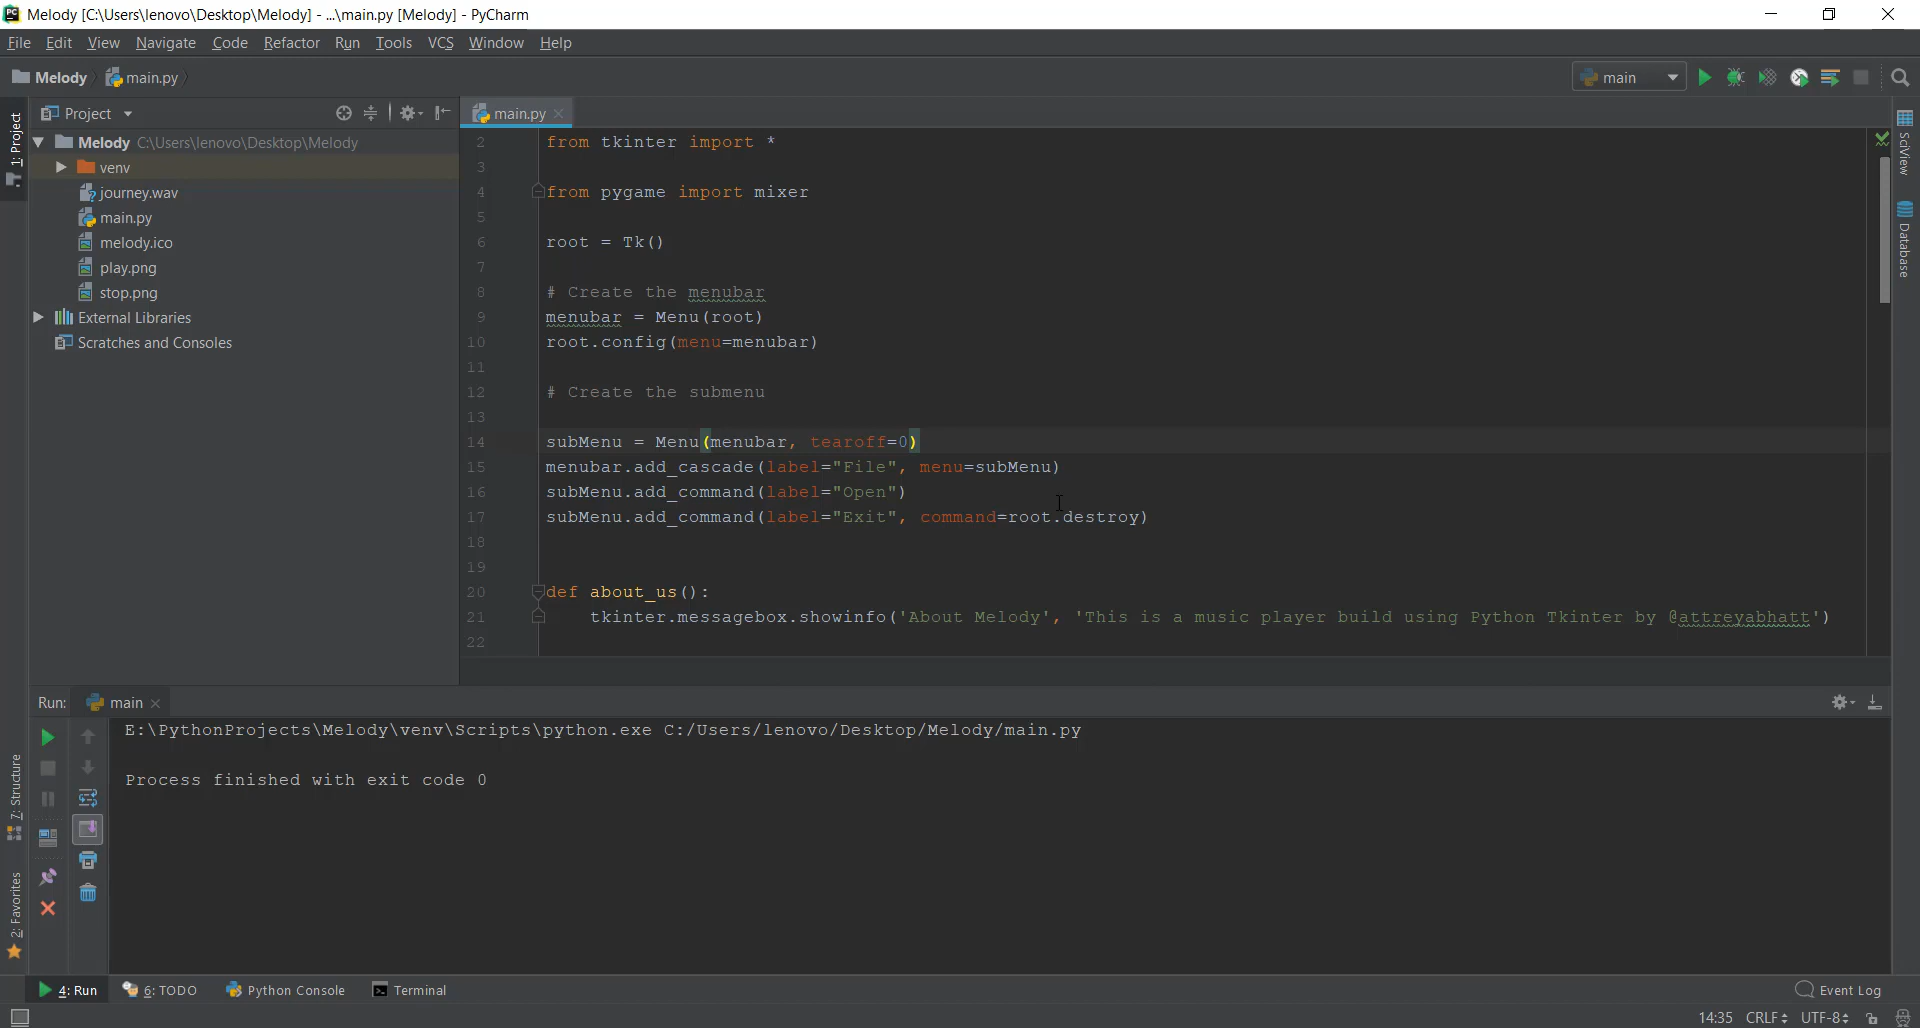 Melody [C:\Users\lenovo\Desktop\Melody] - ...\main.py [Melody] - PyCharm
File Edit View Navigate Code Refactor Run Tools VCS Window Help
Melody main.py main
Project main.py
1: Project
Melody C:\Users\lenovo\Desktop\Melody
venv
journey.wav
main.py
melody.ico
play.png
stop.png
External Libraries
Scratches and Consoles
2 from tkinter import *
3
4 from pygame import mixer
5
6 root = Tk()
7
8 # Create the menubar
9 menubar = Menu(root)
10 root.config(menu=menubar)
11
12 # Create the submenu
13
14 subMenu = Menu(menubar, tearoff=0)
15 menubar.add_cascade(label="File", menu=subMenu)
16 subMenu.add_command(label="Open")
17 subMenu.add_command(label="Exit", command=root.destroy)
18
19
20 def about_us():
21 tkinter.messagebox.showinfo('About Melody', 'This is a music player build using Python Tkinter by @attreyabhatt')
22
SciView
Database
Run: main
E:\PythonProjects\Melody\venv\Scripts\python.exe C:/Users/lenovo/Desktop/Melody/main.py
Process finished with exit code 0
7: Structure
2: Favorites
4: Run 6: TODO Python Console Terminal Event Log
14:35 CRLF UTF-8